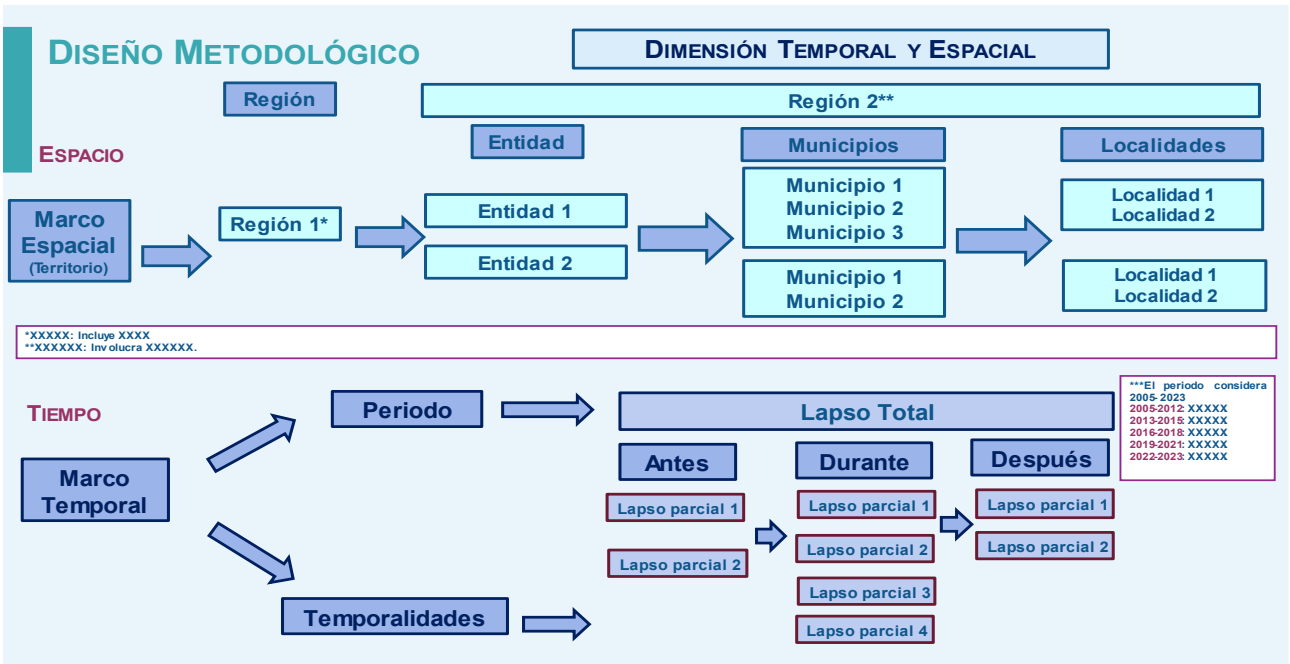 DISEÑO METODOLÓGICO
DIMENSIÓN TEMPORAL Y ESPACIAL
Región
Región 2**
ESPACIO
Entidad
Municipios
Localidades
Marco
Espacial
(Territorio)
Región 1*
Entidad 1
Entidad 2
Municipio 1
Municipio 2
Municipio 3
Municipio 1
Municipio 2
Localidad 1
Localidad 2
Localidad 1
Localidad 2
*XXXXX: Incluye XXXX
**XXXXXX: Involucra XXXXXX.
TIEMPO
Marco
Temporal
Periodo
Lapso Total
***El periodo considera
2005-2023
2005-2012: XXXXX
2013-2015: XXXXX
2016-2018: XXXXX
2019-2021: XXXXX
2022-2023: XXXXX
Antes
Durante
Después
Lapso parcial 1
Lapso parcial 2
Lapso parcial 1
Lapso parcial 2
Lapso parcial 3
Lapso parcial 4
Lapso parcial 1
Lapso parcial 2
Temporalidades